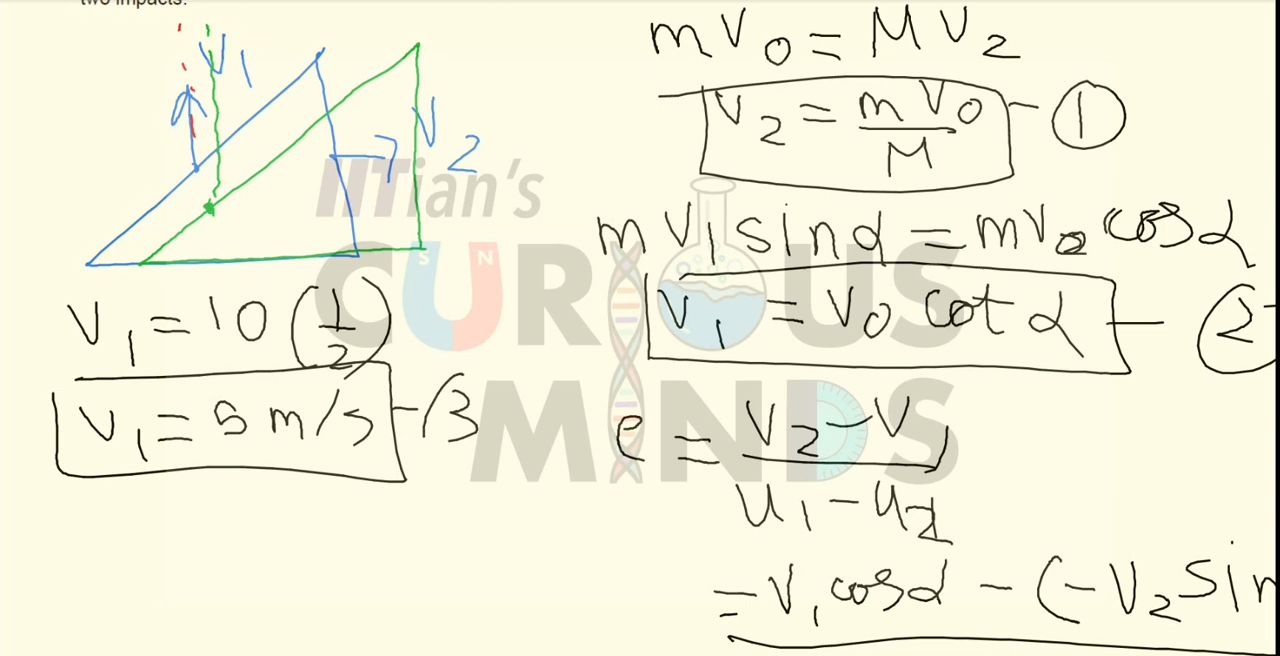 two impacts.
V1
V2
mV0 = MV2
V2 = mV0/M - 1
IITian's
CURIOUS
S N
MINDS
mV1 sinα = mV0 cosα
V1 = V0 cot α - 2
V1 = 10 (1/2)
V1 = 5 m/s - 3
e = V2 - V1 / u1 - u2
= V1 cosα - (-V2 sin